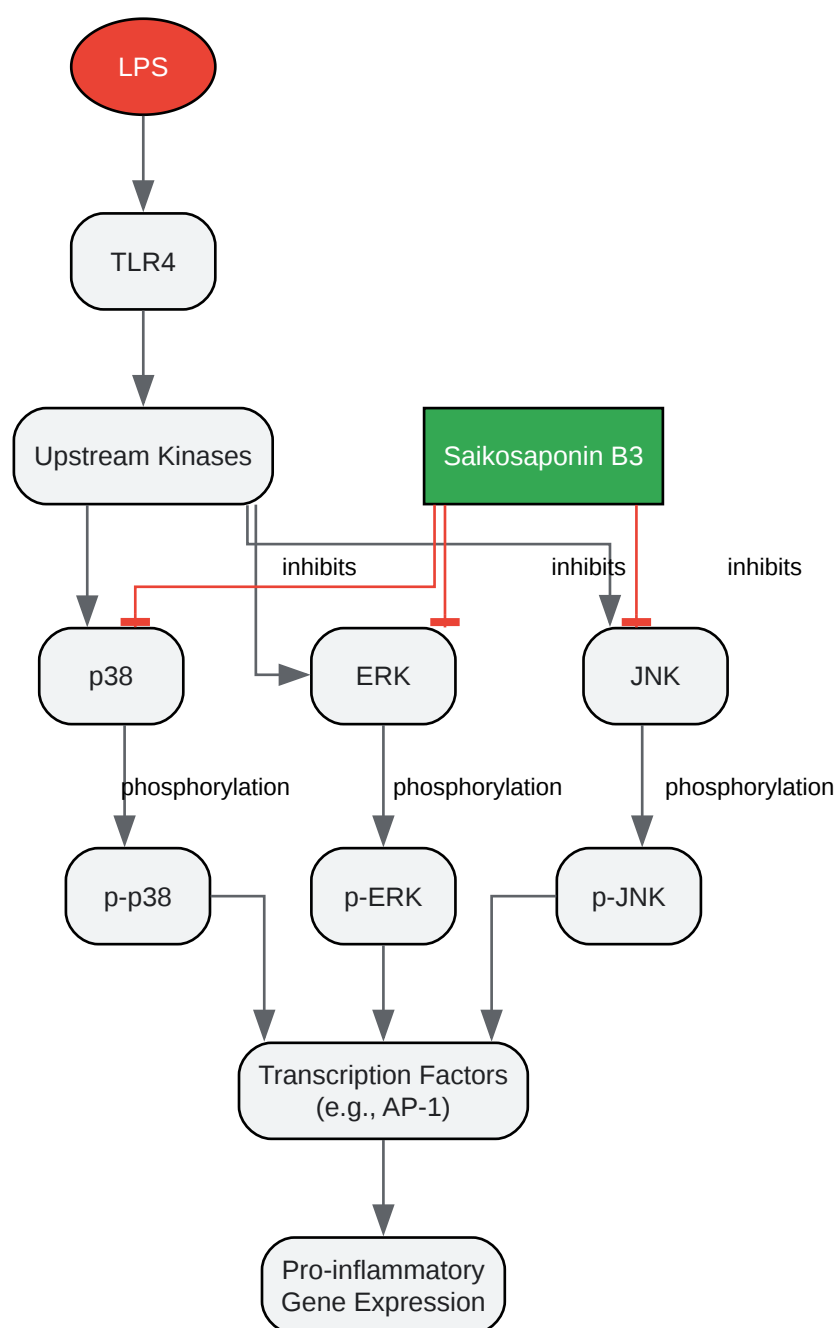 LPS
TLR4
Upstream Kinases
Saikosaponin B3
inhibits
inhibits
inhibits
p38
ERK
JNK
phosphorylation
phosphorylation
phosphorylation
p-p38
p-ERK
p-JNK
Transcription Factors
(e.g., AP-1)
Pro-inflammatory
Gene Expression